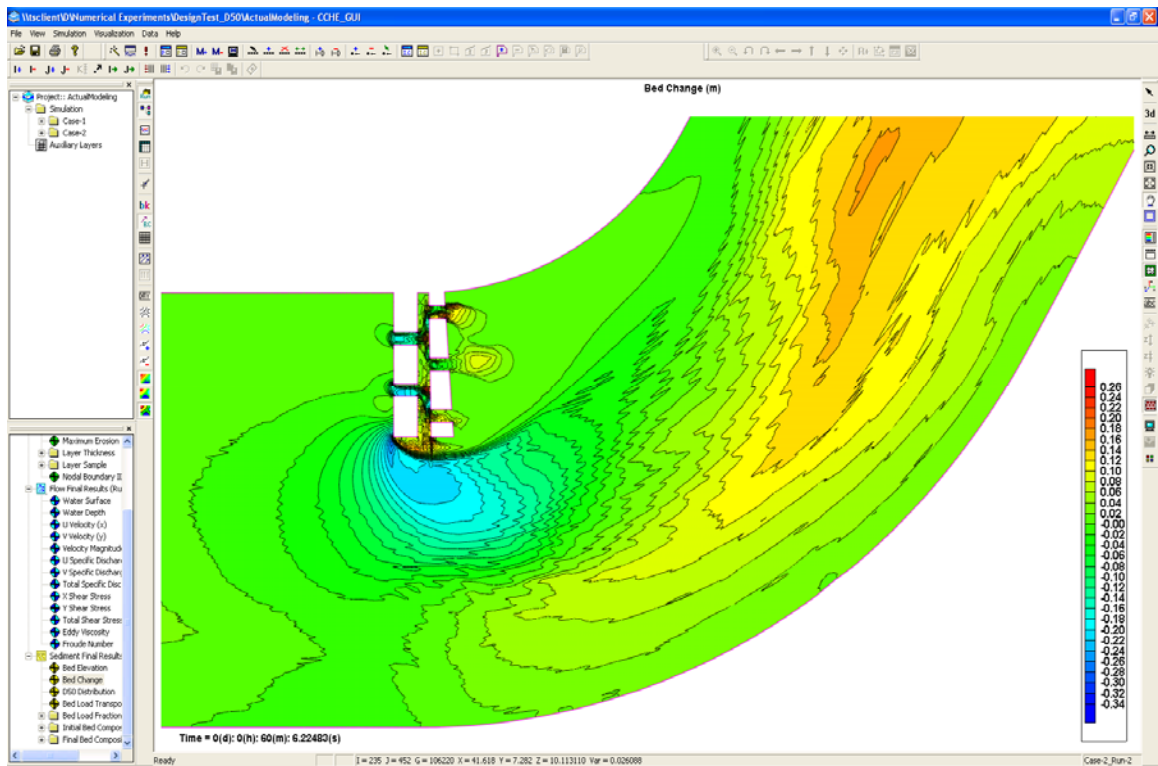 \\tsclient\D\Numerical Experiments\DesignTest_D50\ActualModeling - CCHE_GUI
File View Simulation Visualization Data Help
Project:: ActualModeling
Simulation
Case-1
Case-2
Auxiliary Layers
Maximum Erosion
Layer Thickness
Layer Sample
Nodal Boundary II
Flow Final Results (Ru
Water Surface
Water Depth
U Velocity (x)
V Velocity (y)
Velocity Magnitud
U Specific Dischar
V Specific Discharg
Total Specific Disc
X Shear Stress
Y Shear Stress
Total Shear Stress
Eddy Viscosity
Froude Number
Sediment Final Results
Bed Elevation
Bed Change
D50 Distribution
Bed Load Transpo
Bed Load Fraction
Initial Bed Compos
Final Bed Composi
bk
3d
Bed Change (m)
0.26
0.24
0.22
0.20
0.18
0.16
0.14
0.12
0.10
0.08
0.06
0.04
0.02
-0.00
-0.02
-0.04
-0.06
-0.08
-0.10
-0.12
-0.14
-0.16
-0.18
-0.20
-0.22
-0.24
-0.26
-0.28
-0.30
-0.32
-0.34
Time = 0(d): 0(h): 60(m): 6.22483(s)
Ready
I = 235 J = 452 G = 106220 X = 41.618 Y = 7.282 Z = 10.113110 Var = 0.026088
Case-2_Run-2